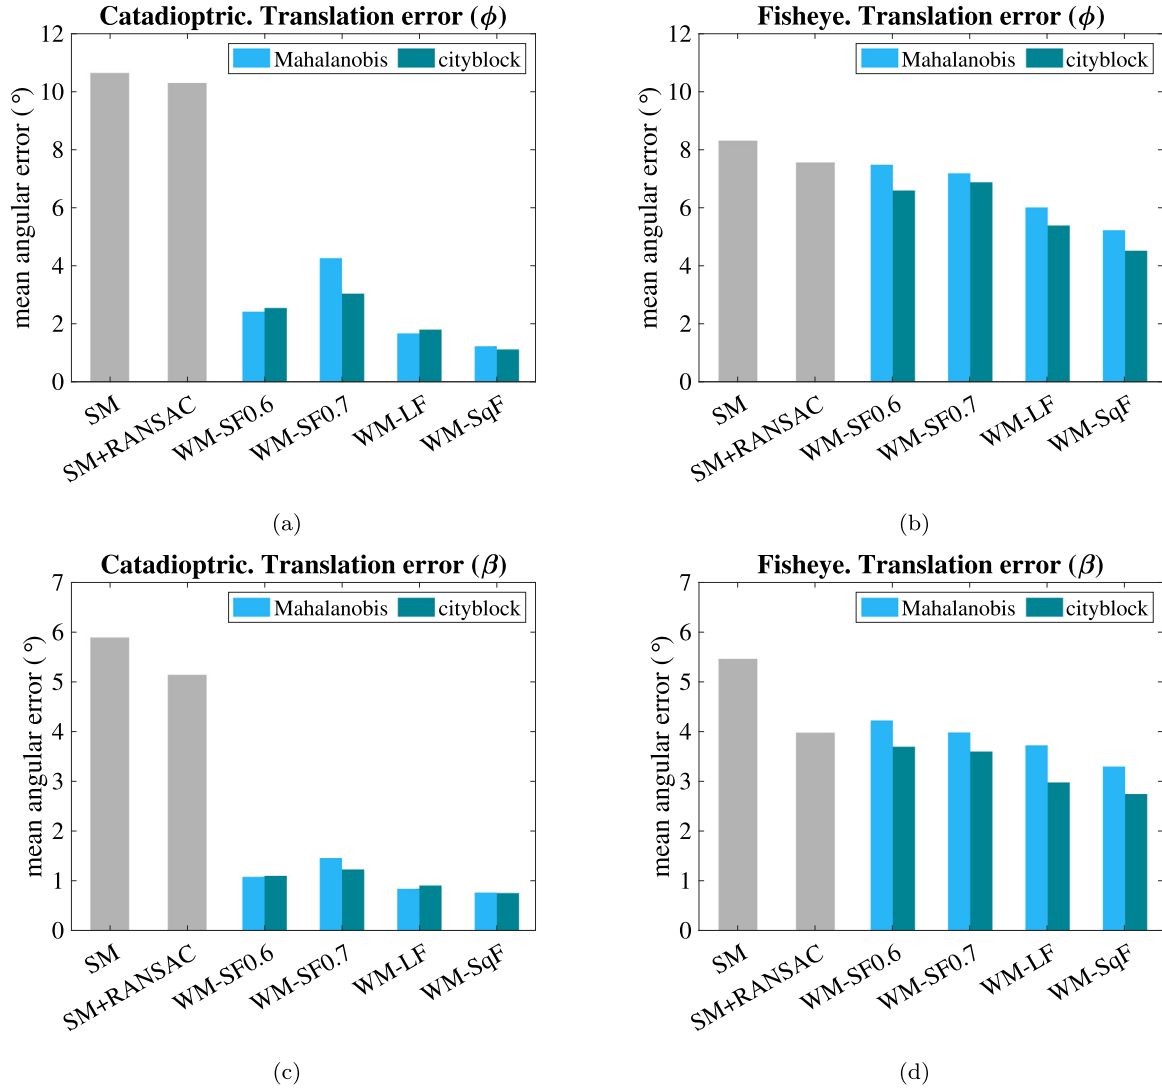 Catadioptric. Translation error (ϕ)
mean angular error (°)
12
10
8
6
4
2
0
Mahalanobis cityblock
SM
SM+RANSAC
WM-SF0.6
WM-SF0.7
WM-LF
WM-SqF
(a)
Fisheye. Translation error (ϕ)
mean angular error (°)
12
10
8
6
4
2
0
Mahalanobis cityblock
SM
SM+RANSAC
WM-SF0.6
WM-SF0.7
WM-LF
WM-SqF
(b)
Catadioptric. Translation error (β)
mean angular error (°)
7
6
5
4
3
2
1
0
Mahalanobis cityblock
SM
SM+RANSAC
WM-SF0.6
WM-SF0.7
WM-LF
WM-SqF
(c)
Fisheye. Translation error (β)
mean angular error (°)
7
6
5
4
3
2
1
0
Mahalanobis cityblock
SM
SM+RANSAC
WM-SF0.6
WM-SF0.7
WM-LF
WM-SqF
(d)